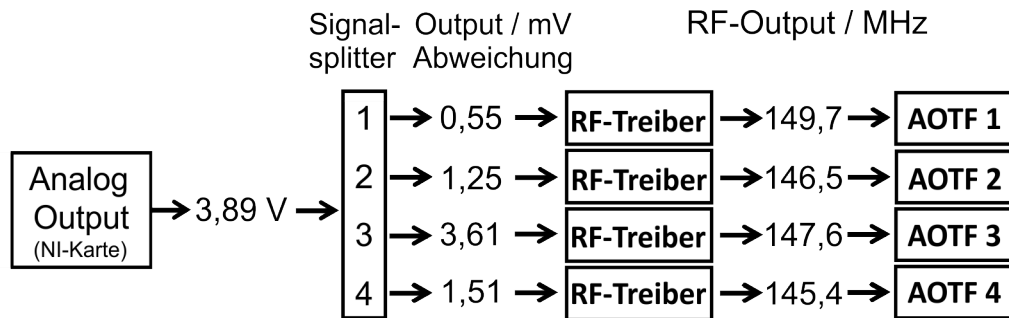 Signal- Output / mV RF-Output / MHz
splitter Abweichung
1 0,55 RF-Treiber 149,7 AOTF 1
2 1,25 RF-Treiber 146,5 AOTF 2
Analog
Output
(NI-Karte)
3,89 V
3 3,61 RF-Treiber 147,6 AOTF 3
4 1,51 RF-Treiber 145,4 AOTF 4